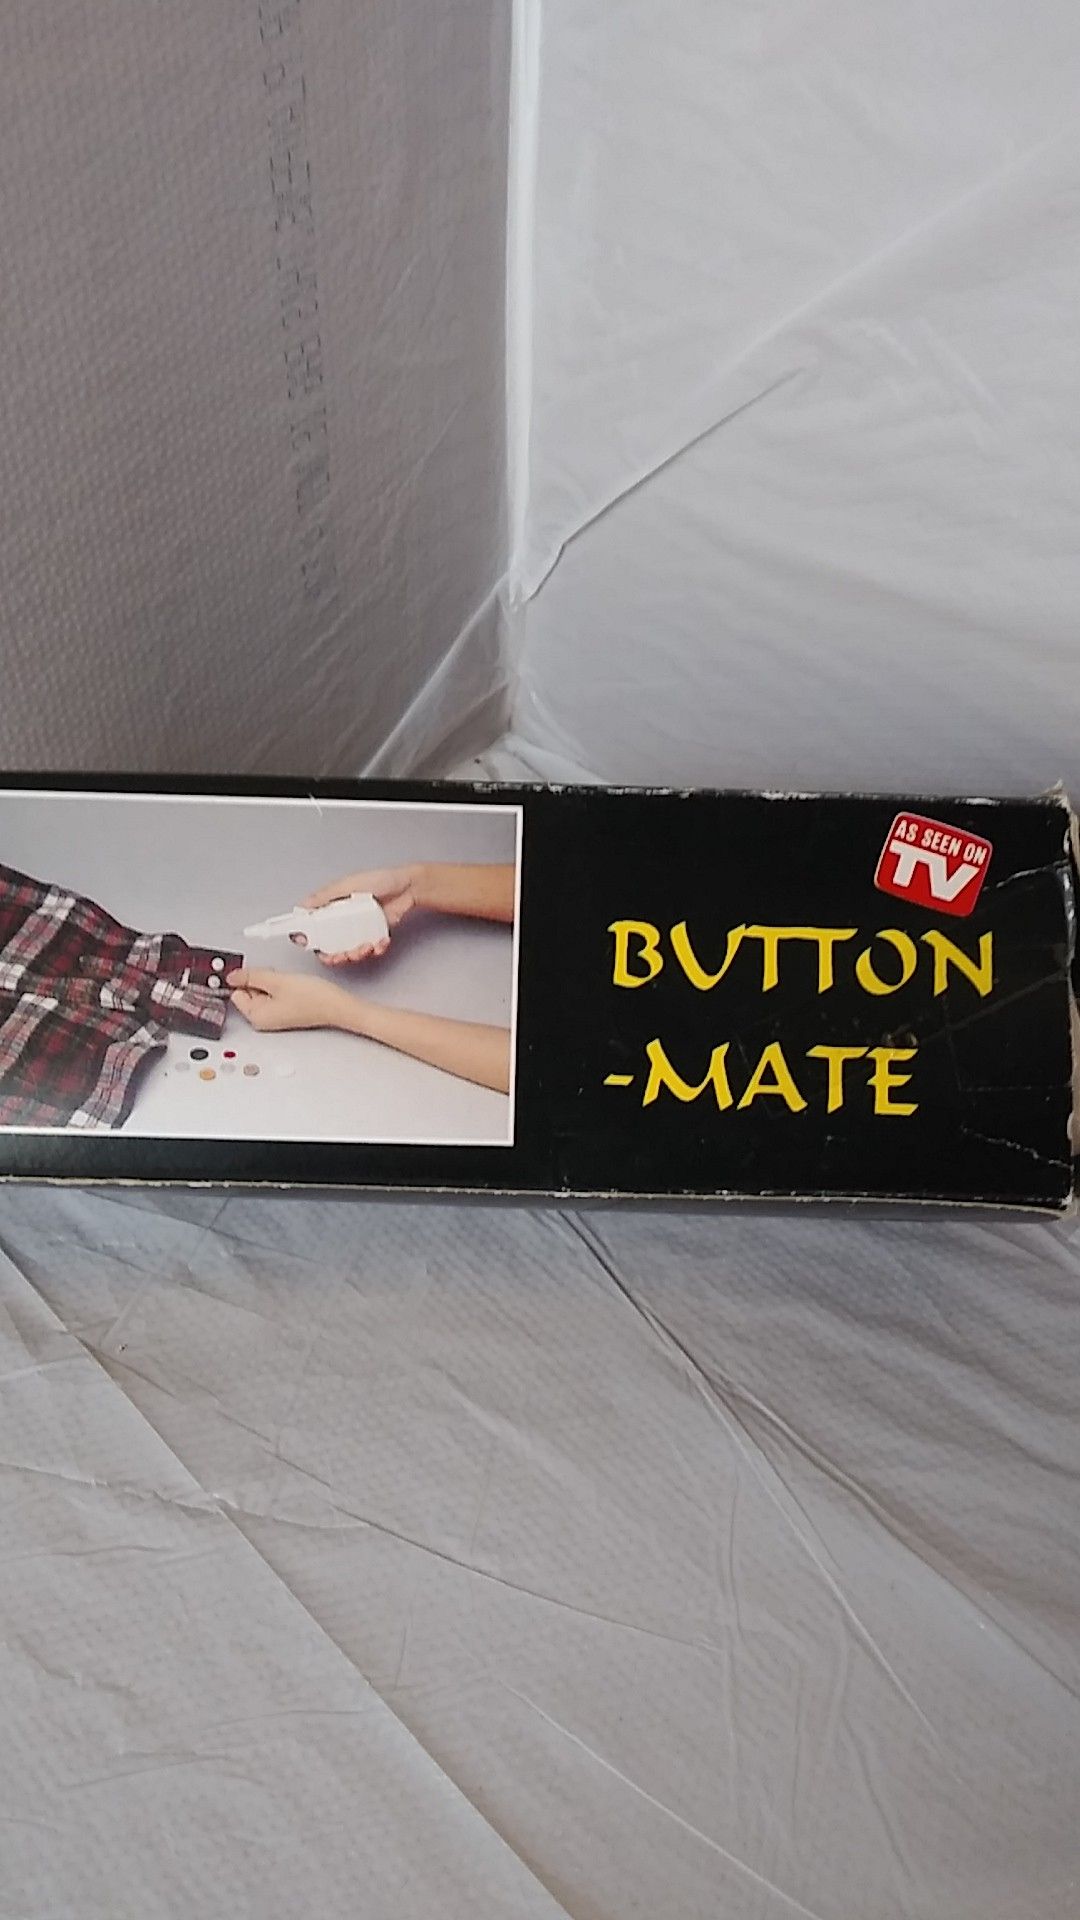 AS SEEN ON
TV
BUTTON
-MATE